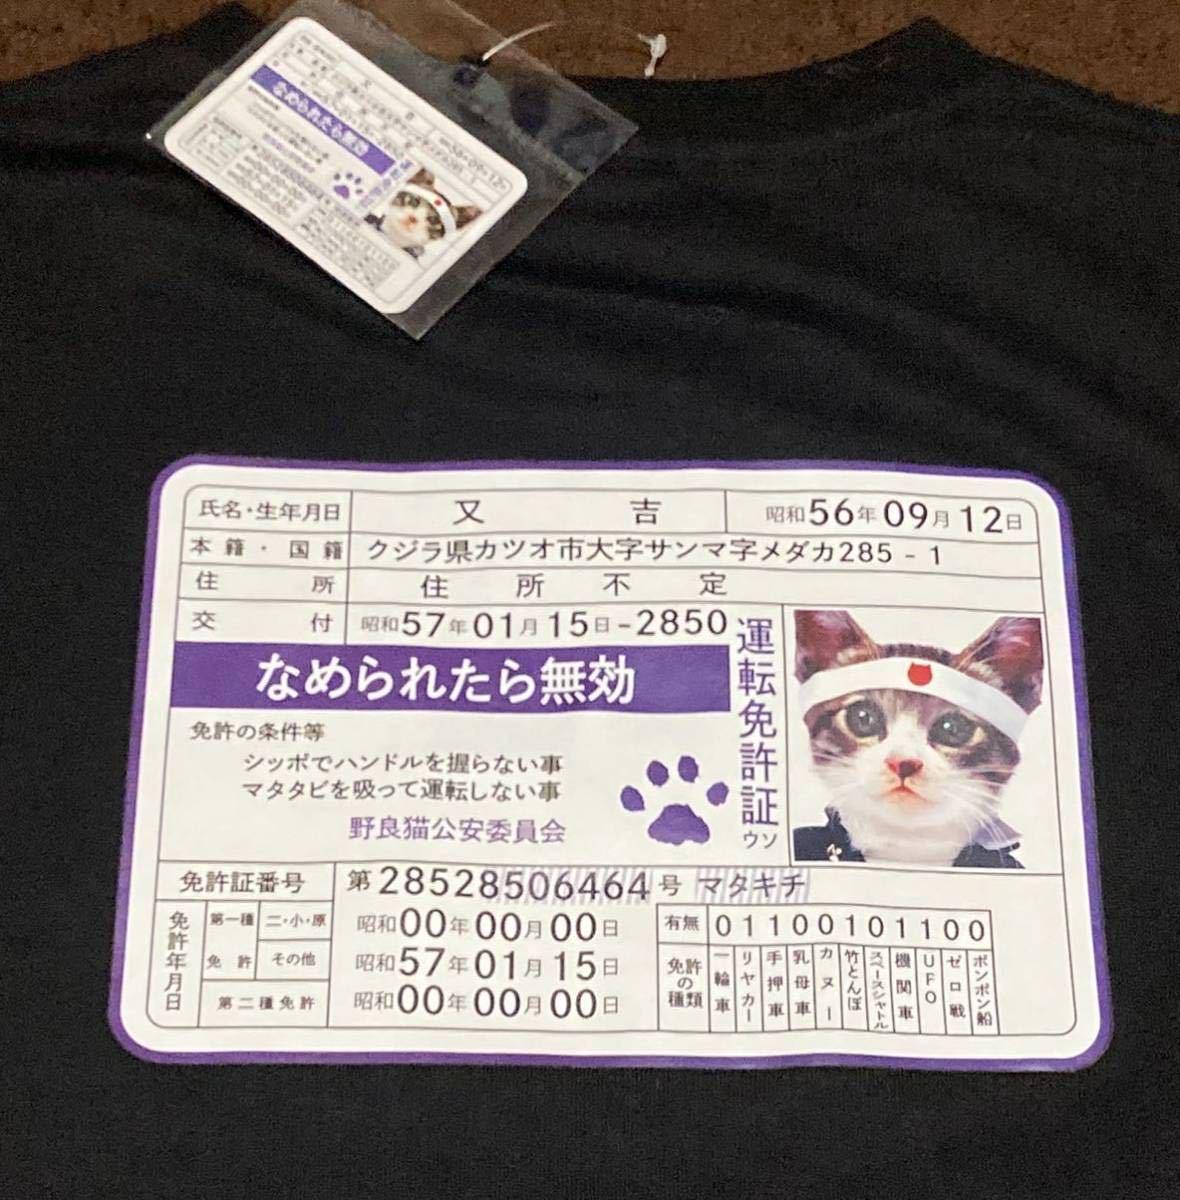 なめられたら無効
氏名・生年月日 又 吉 昭和56年09月12日
本籍・国籍 クジラ県カツオ市大字サンマ字メダカ285-1
住 所 住 所 不 定
交 付 昭和57年01月15日-2850
なめられたら無効
運転免許証ウソ
免許の条件等
シッポでハンドルを握らない事
マタタビを吸って運転しない事
野良猫公安委員会
免許証番号 第28528506464号 マタキチ
免許年月日
第一種免許 二・小・原 昭和00年00月00日
その他 昭和57年01月15日
第二種免許 昭和00年00月00日
有無 0 1 1 0 0 1 0 1 1 0 0
免許の種類 一輪車 リヤカー 手押車 乳母車 カヌー 竹とんぼ スペースシャトル 機関車 UFO ゼロ戦 ポンポン船